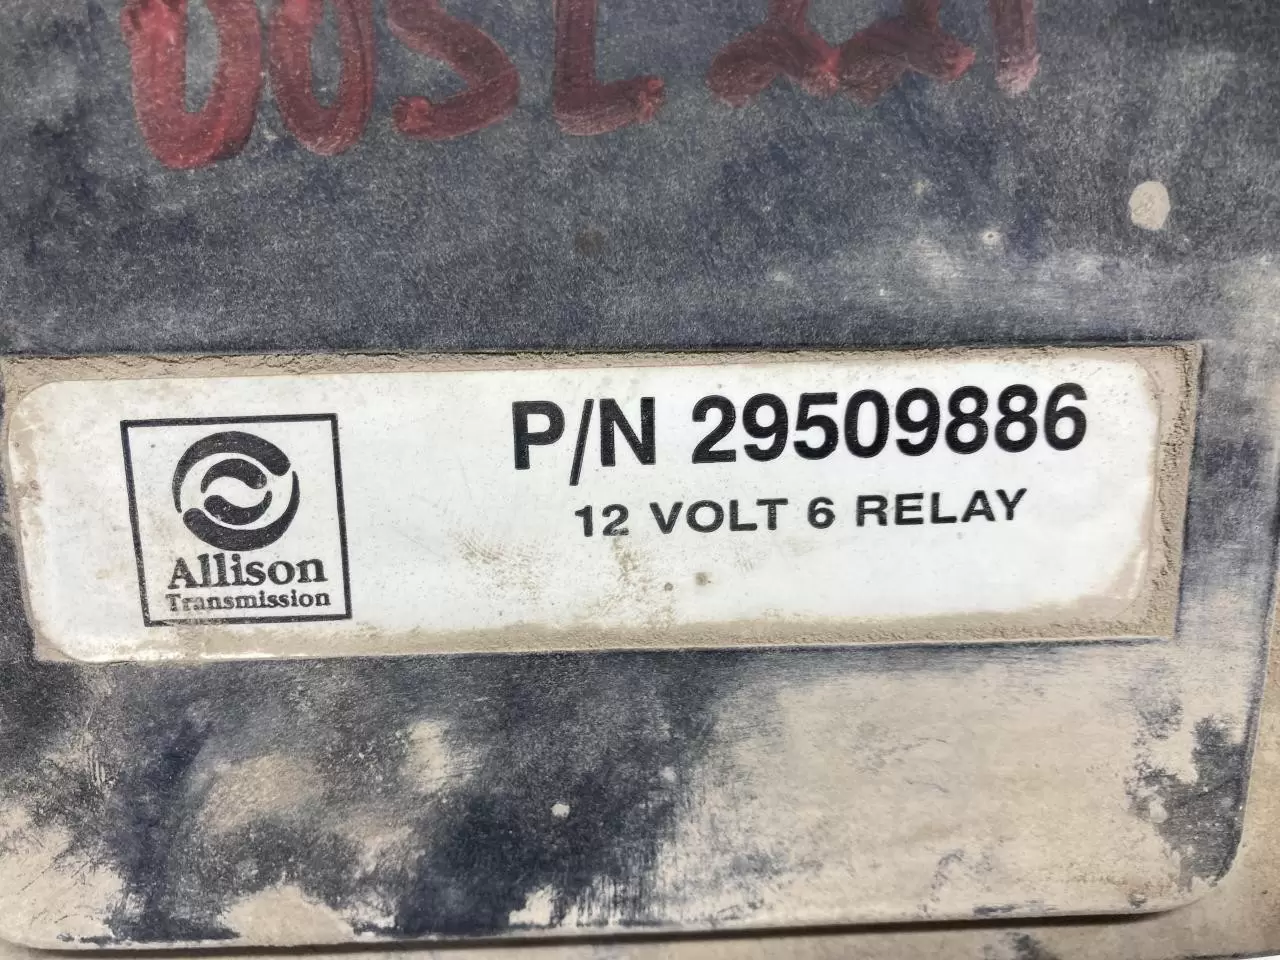 P/N 29509886
12 VOLT 6 RELAY
Allison
Transmission